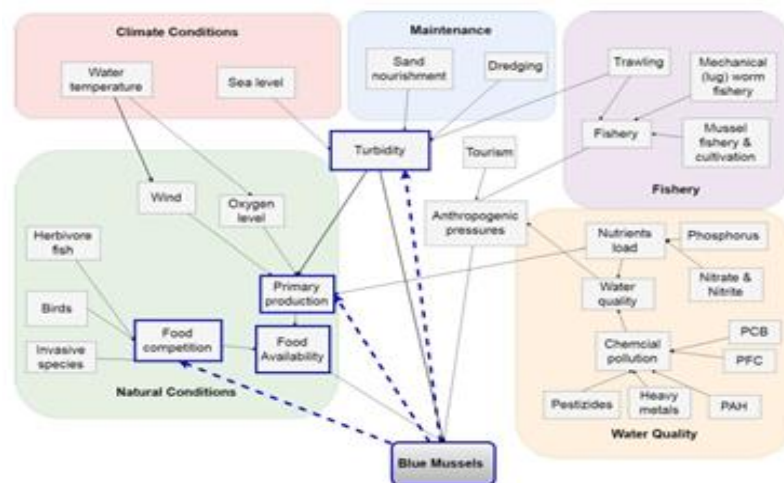 Climate Conditions
Water
temperature
Sea level
Maintenance
Sand
nourishment
Dredging
Trawling
Mechanical
(lug) worm
fishery
Fishery
Mussel
fishery &
cultivation
Fishery
Turbidity
Tourism
Wind
Oxygen
level
Anthropogenic
pressures
Herbivore
fish
Birds
Invasive
species
Primary
production
Food
competition
Food
Availability
Natural Conditions
Nutrients
load
Phosphorus
Nitrate &
Nitrite
Water
quality
Chemcial
pollution
PCB
PFC
Pestizides
Heavy
metals
PAH
Water Quality
Blue Mussels